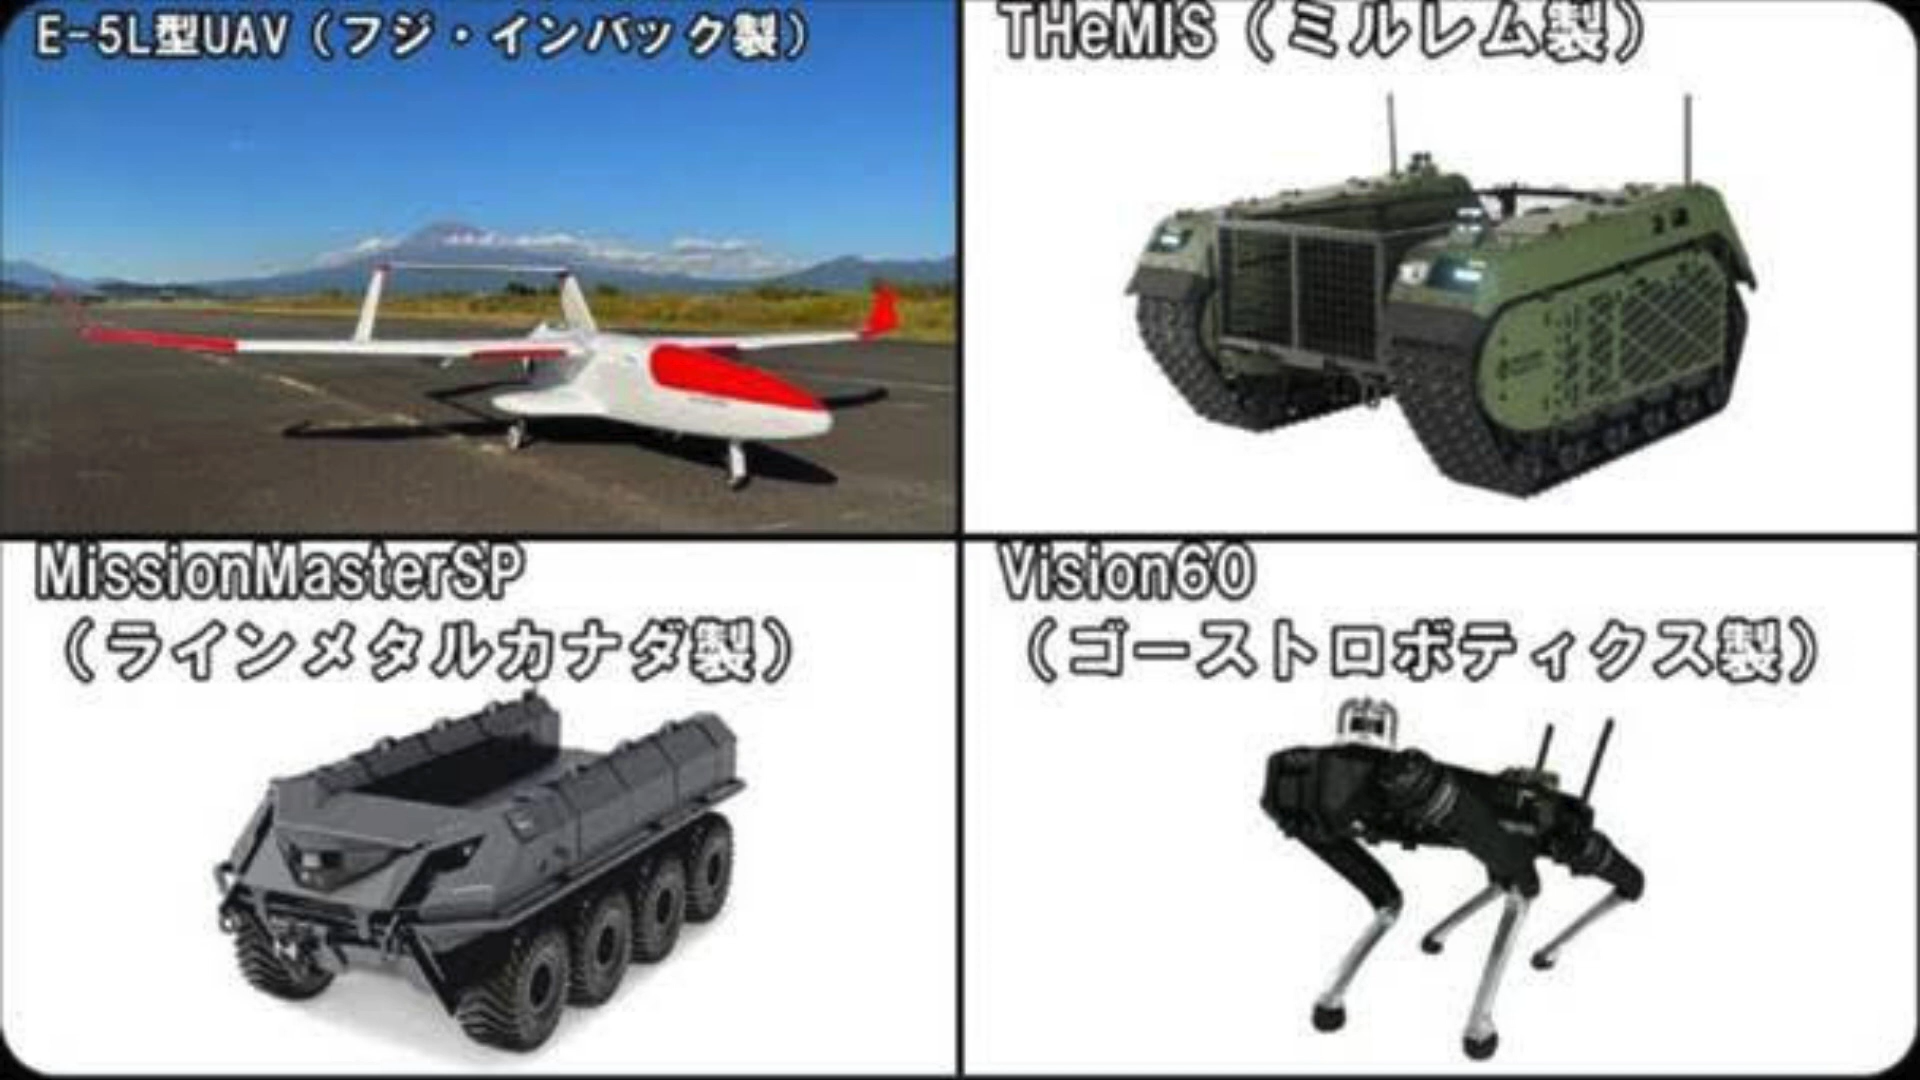 E-5L型UAV（フジ・インバック製）
THeMIS（ミルレム製）
MissionMasterSP
（ラインメタルカナダ製）
Vision60
（ゴーストロボティクス製）